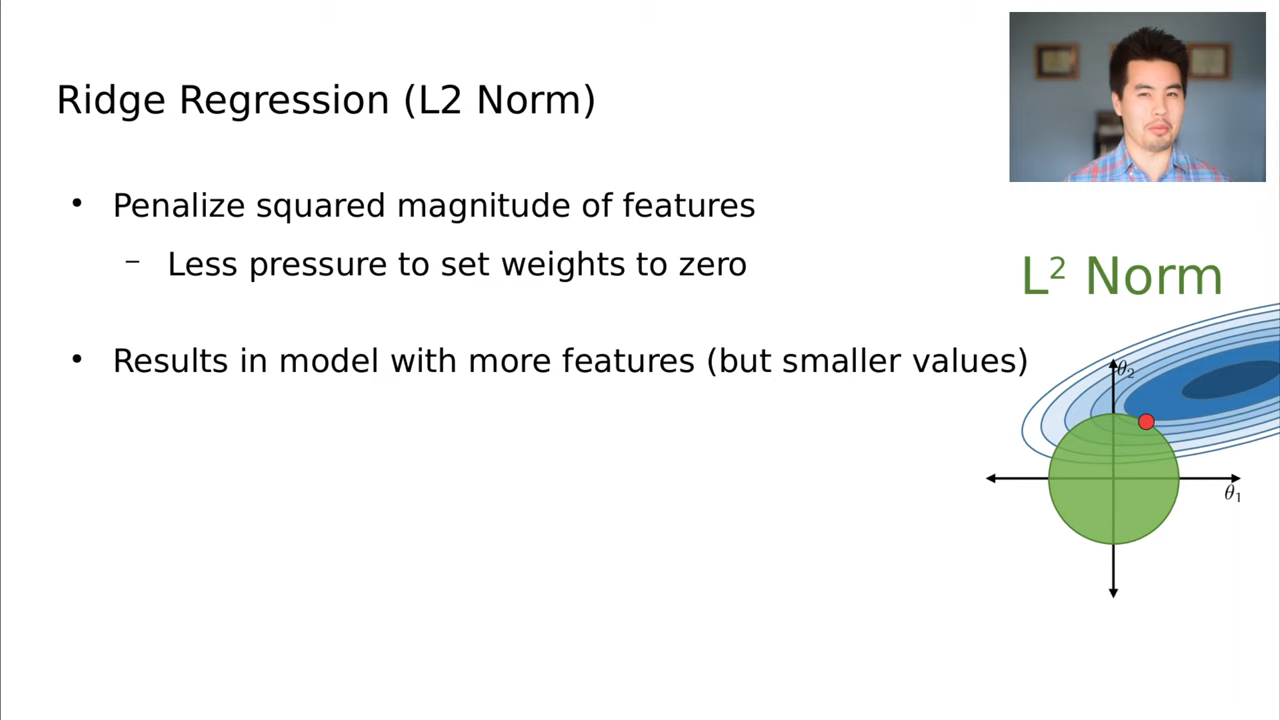 Ridge Regression (L2 Norm)
• Penalize squared magnitude of features
– Less pressure to set weights to zero
• Results in model with more features (but smaller values)
L² Norm
θ₂
θ₁